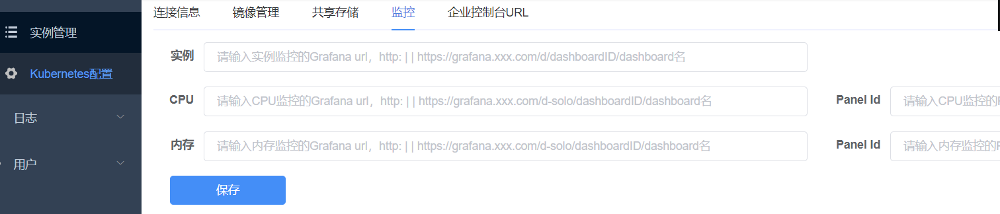 连接信息 镜像管理 共享存储 监控 企业控制台URL
实例管理
Kubernetes配置
日志
用户
实例 请输入实例监控的Grafana url，http: | | https://grafana.xxx.com/d/dashboardID/dashboard名
CPU 请输入CPU监控的Grafana url，http: | | https://grafana.xxx.com/d-solo/dashboardID/dashboard名 Panel Id 请输入CPU监控的
内存 请输入内存监控的Grafana url，http: | | https://grafana.xxx.com/d-solo/dashboardID/dashboard名 Panel Id 请输入内存监控的
保存